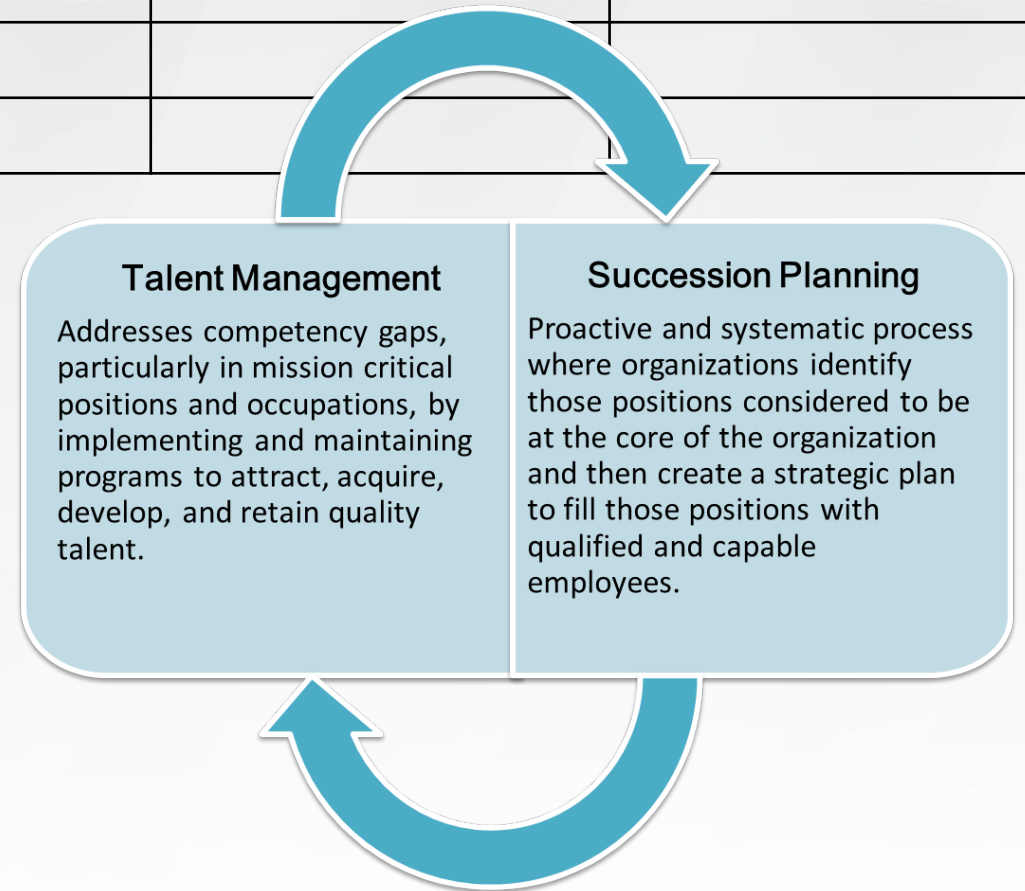 Talent Management
Addresses competency gaps,
particularly in mission critical
positions and occupations, by
implementing and maintaining
programs to attract, acquire,
develop, and retain quality
talent.
Succession Planning
Proactive and systematic process
where organizations identify
those positions considered to be
at the core of the organization
and then create a strategic plan
to fill those positions with
qualified and capable
employees.